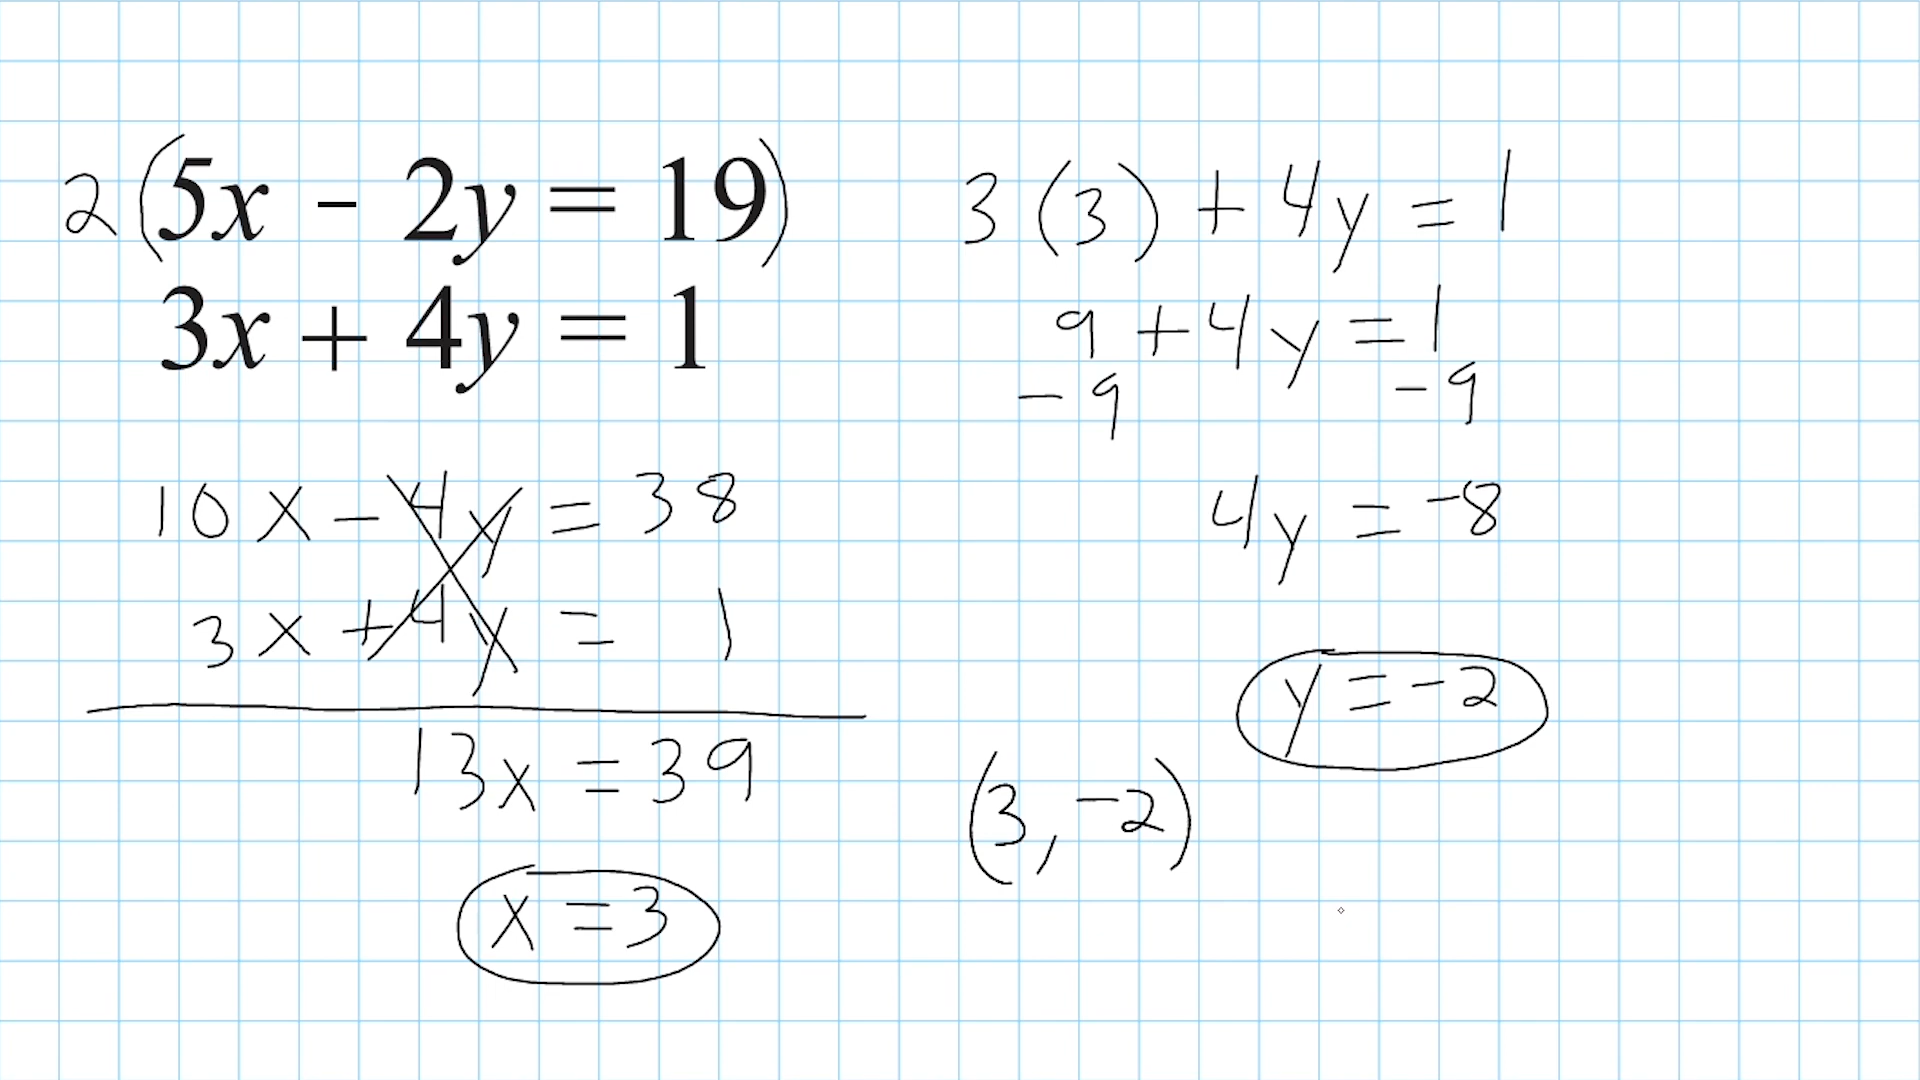 2(5x - 2y = 19)
3x + 4y = 1
10x - 4y = 38
3x + 4y = 1
13x = 39
x = 3
3(3) + 4y = 1
9 + 4y = 1
-9 -9
4y = -8
y = -2
(3, -2)